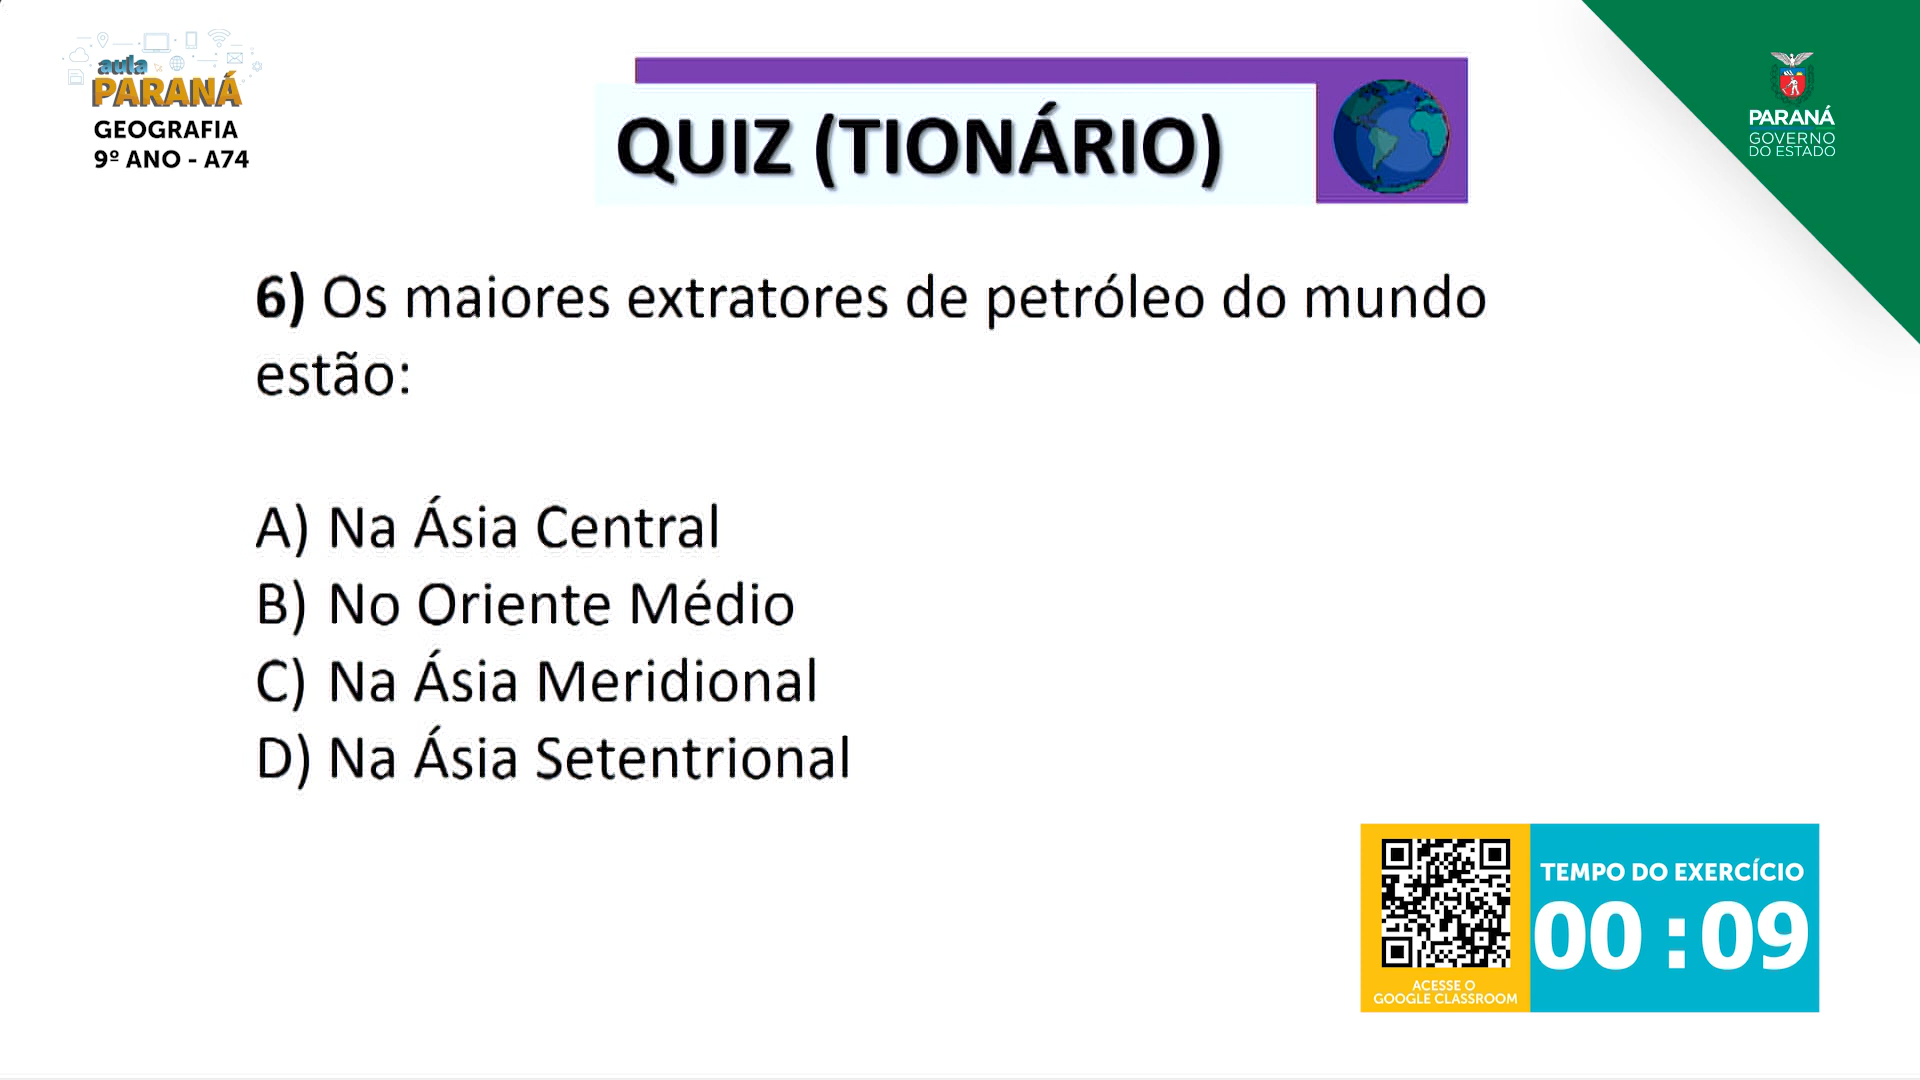 aula
PARANÁ
GEOGRAFIA
9º ANO - A74
QUIZ (TIONÁRIO)
PARANÁ
GOVERNO
DO ESTADO
6) Os maiores extratores de petróleo do mundo
estão:
A) Na Ásia Central
B) No Oriente Médio
C) Na Ásia Meridional
D) Na Ásia Setentrional
ACESSE O
GOOGLE CLASSROOM
TEMPO DO EXERCÍCIO
00 : 09